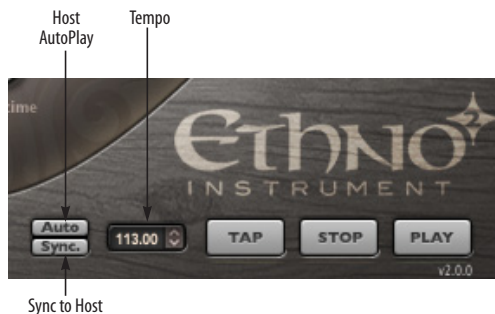 Host
AutoPlay
Tempo
time
Ethno 2
INSTRUMENT
Auto
Sync.
113.00
TAP
STOP
PLAY
v2.0.0
Sync to Host